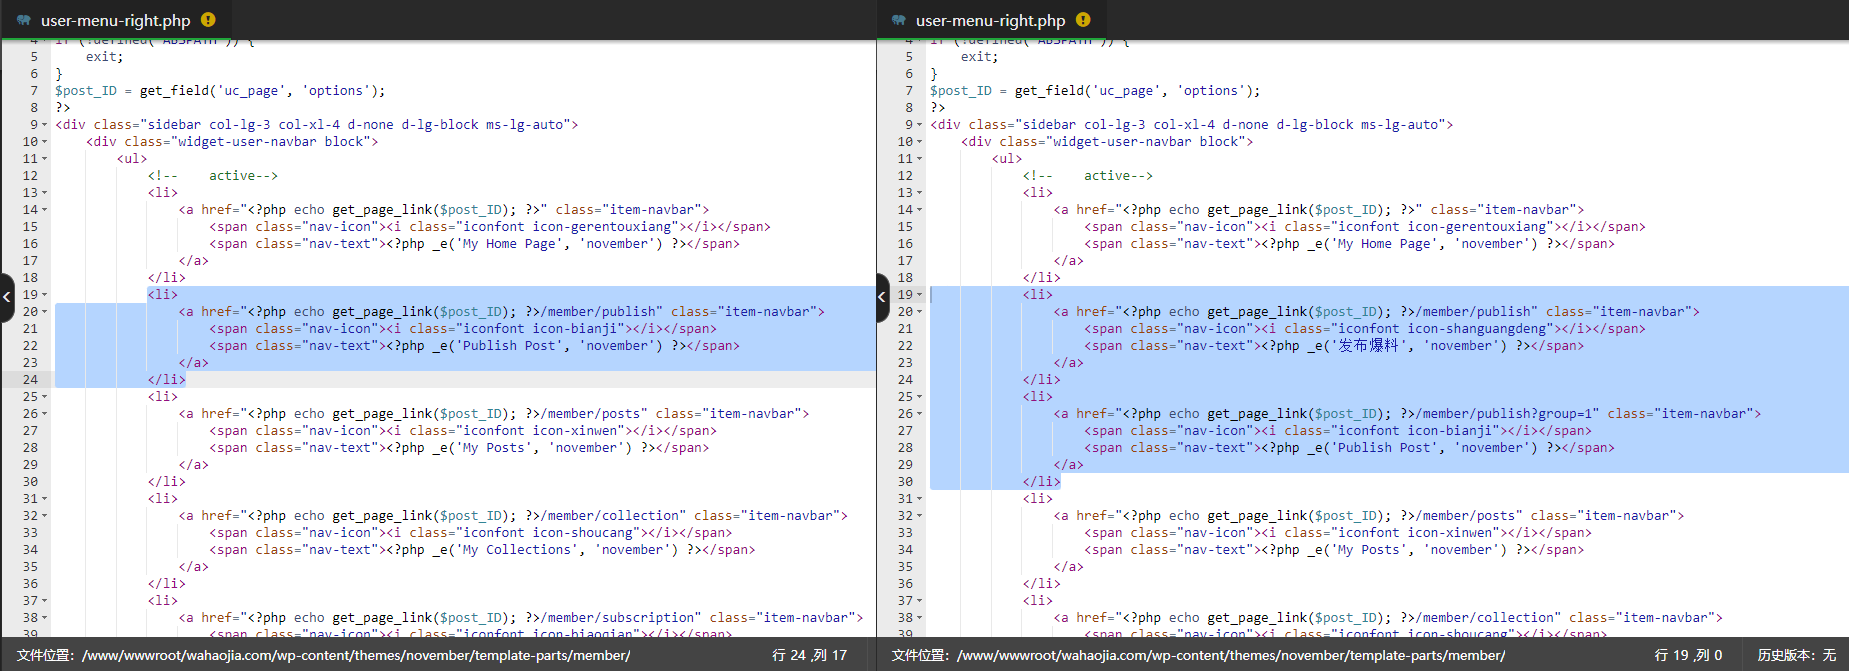 user-menu-right.php
4 if (!defined('ABSPATH')) {
5     exit;
6 }
7 $post_ID = get_field('uc_page', 'options');
8 ?>
9 <div class="sidebar col-lg-3 col-xl-4 d-none d-lg-block ms-lg-auto">
10     <div class="widget-user-navbar block">
11         <ul>
12             <!--    active-->
13             <li>
14                 <a href="<?php echo get_page_link($post_ID); ?>" class="item-navbar">
15                     <span class="nav-icon"><i class="iconfont icon-gerentouxiang"></i></span>
16                     <span class="nav-text"><?php _e('My Home Page', 'november') ?></span>
17                 </a>
18             </li>
19             <li>
20                 <a href="<?php echo get_page_link($post_ID); ?>/member/publish" class="item-navbar">
21                     <span class="nav-icon"><i class="iconfont icon-bianji"></i></span>
22                     <span class="nav-text"><?php _e('Publish Post', 'november') ?></span>
23                 </a>
24             </li>
25             <li>
26                 <a href="<?php echo get_page_link($post_ID); ?>/member/posts" class="item-navbar">
27                     <span class="nav-icon"><i class="iconfont icon-xinwen"></i></span>
28                     <span class="nav-text"><?php _e('My Posts', 'november') ?></span>
29                 </a>
30             </li>
31             <li>
32                 <a href="<?php echo get_page_link($post_ID); ?>/member/collection" class="item-navbar">
33                     <span class="nav-icon"><i class="iconfont icon-shoucang"></i></span>
34                     <span class="nav-text"><?php _e('My Collections', 'november') ?></span>
35                 </a>
36             </li>
37             <li>
38                 <a href="<?php echo get_page_link($post_ID); ?>/member/subscription" class="item-navbar">
39                     <span class="nav-icon"><i class="iconfont icon-biaoqian"></i></span>
文件位置: /www/wwwroot/wahaojia.com/wp-content/themes/november/template-parts/member/
行 24 ,列 17
user-menu-right.php
4 if (!defined('ABSPATH')) {
5     exit;
6 }
7 $post_ID = get_field('uc_page', 'options');
8 ?>
9 <div class="sidebar col-lg-3 col-xl-4 d-none d-lg-block ms-lg-auto">
10     <div class="widget-user-navbar block">
11         <ul>
12             <!--    active-->
13             <li>
14                 <a href="<?php echo get_page_link($post_ID); ?>" class="item-navbar">
15                     <span class="nav-icon"><i class="iconfont icon-gerentouxiang"></i></span>
16                     <span class="nav-text"><?php _e('My Home Page', 'november') ?></span>
17                 </a>
18             </li>
19             <li>
20                 <a href="<?php echo get_page_link($post_ID); ?>/member/publish" class="item-navbar">
21                     <span class="nav-icon"><i class="iconfont icon-shanguangdeng"></i></span>
22                     <span class="nav-text"><?php _e('发布爆料', 'november') ?></span>
23                 </a>
24             </li>
25             <li>
26                 <a href="<?php echo get_page_link($post_ID); ?>/member/publish?group=1" class="item-navbar">
27                     <span class="nav-icon"><i class="iconfont icon-bianji"></i></span>
28                     <span class="nav-text"><?php _e('Publish Post', 'november') ?></span>
29                 </a>
30             </li>
31             <li>
32                 <a href="<?php echo get_page_link($post_ID); ?>/member/posts" class="item-navbar">
33                     <span class="nav-icon"><i class="iconfont icon-xinwen"></i></span>
34                     <span class="nav-text"><?php _e('My Posts', 'november') ?></span>
35                 </a>
36             </li>
37             <li>
38                 <a href="<?php echo get_page_link($post_ID); ?>/member/collection" class="item-navbar">
39                     <span class="nav-icon"><i class="iconfont icon-shoucang"></i></span>
文件位置: /www/wwwroot/wahaojia.com/wp-content/themes/november/template-parts/member/
行 19 ,列 0
历史版本: 无